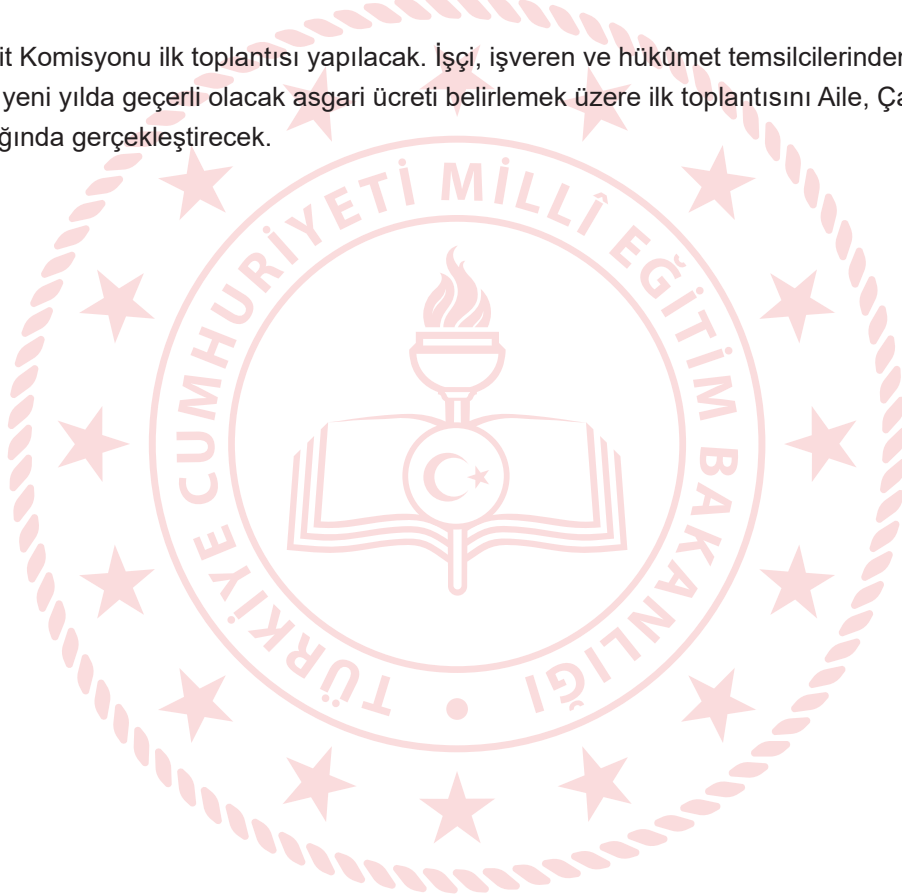 it Komisyonu ilk toplantısı yapılacak. İşçi, işveren ve hükûmet temsilcilerinden
yeni yılda geçerli olacak asgari ücreti belirlemek üzere ilk toplantısını Aile, Ça
ğında gerçekleştirecek.
TÜRKİYE CUMHURİYETİ MİLLÎ EĞİTİM BAKANLIĞI